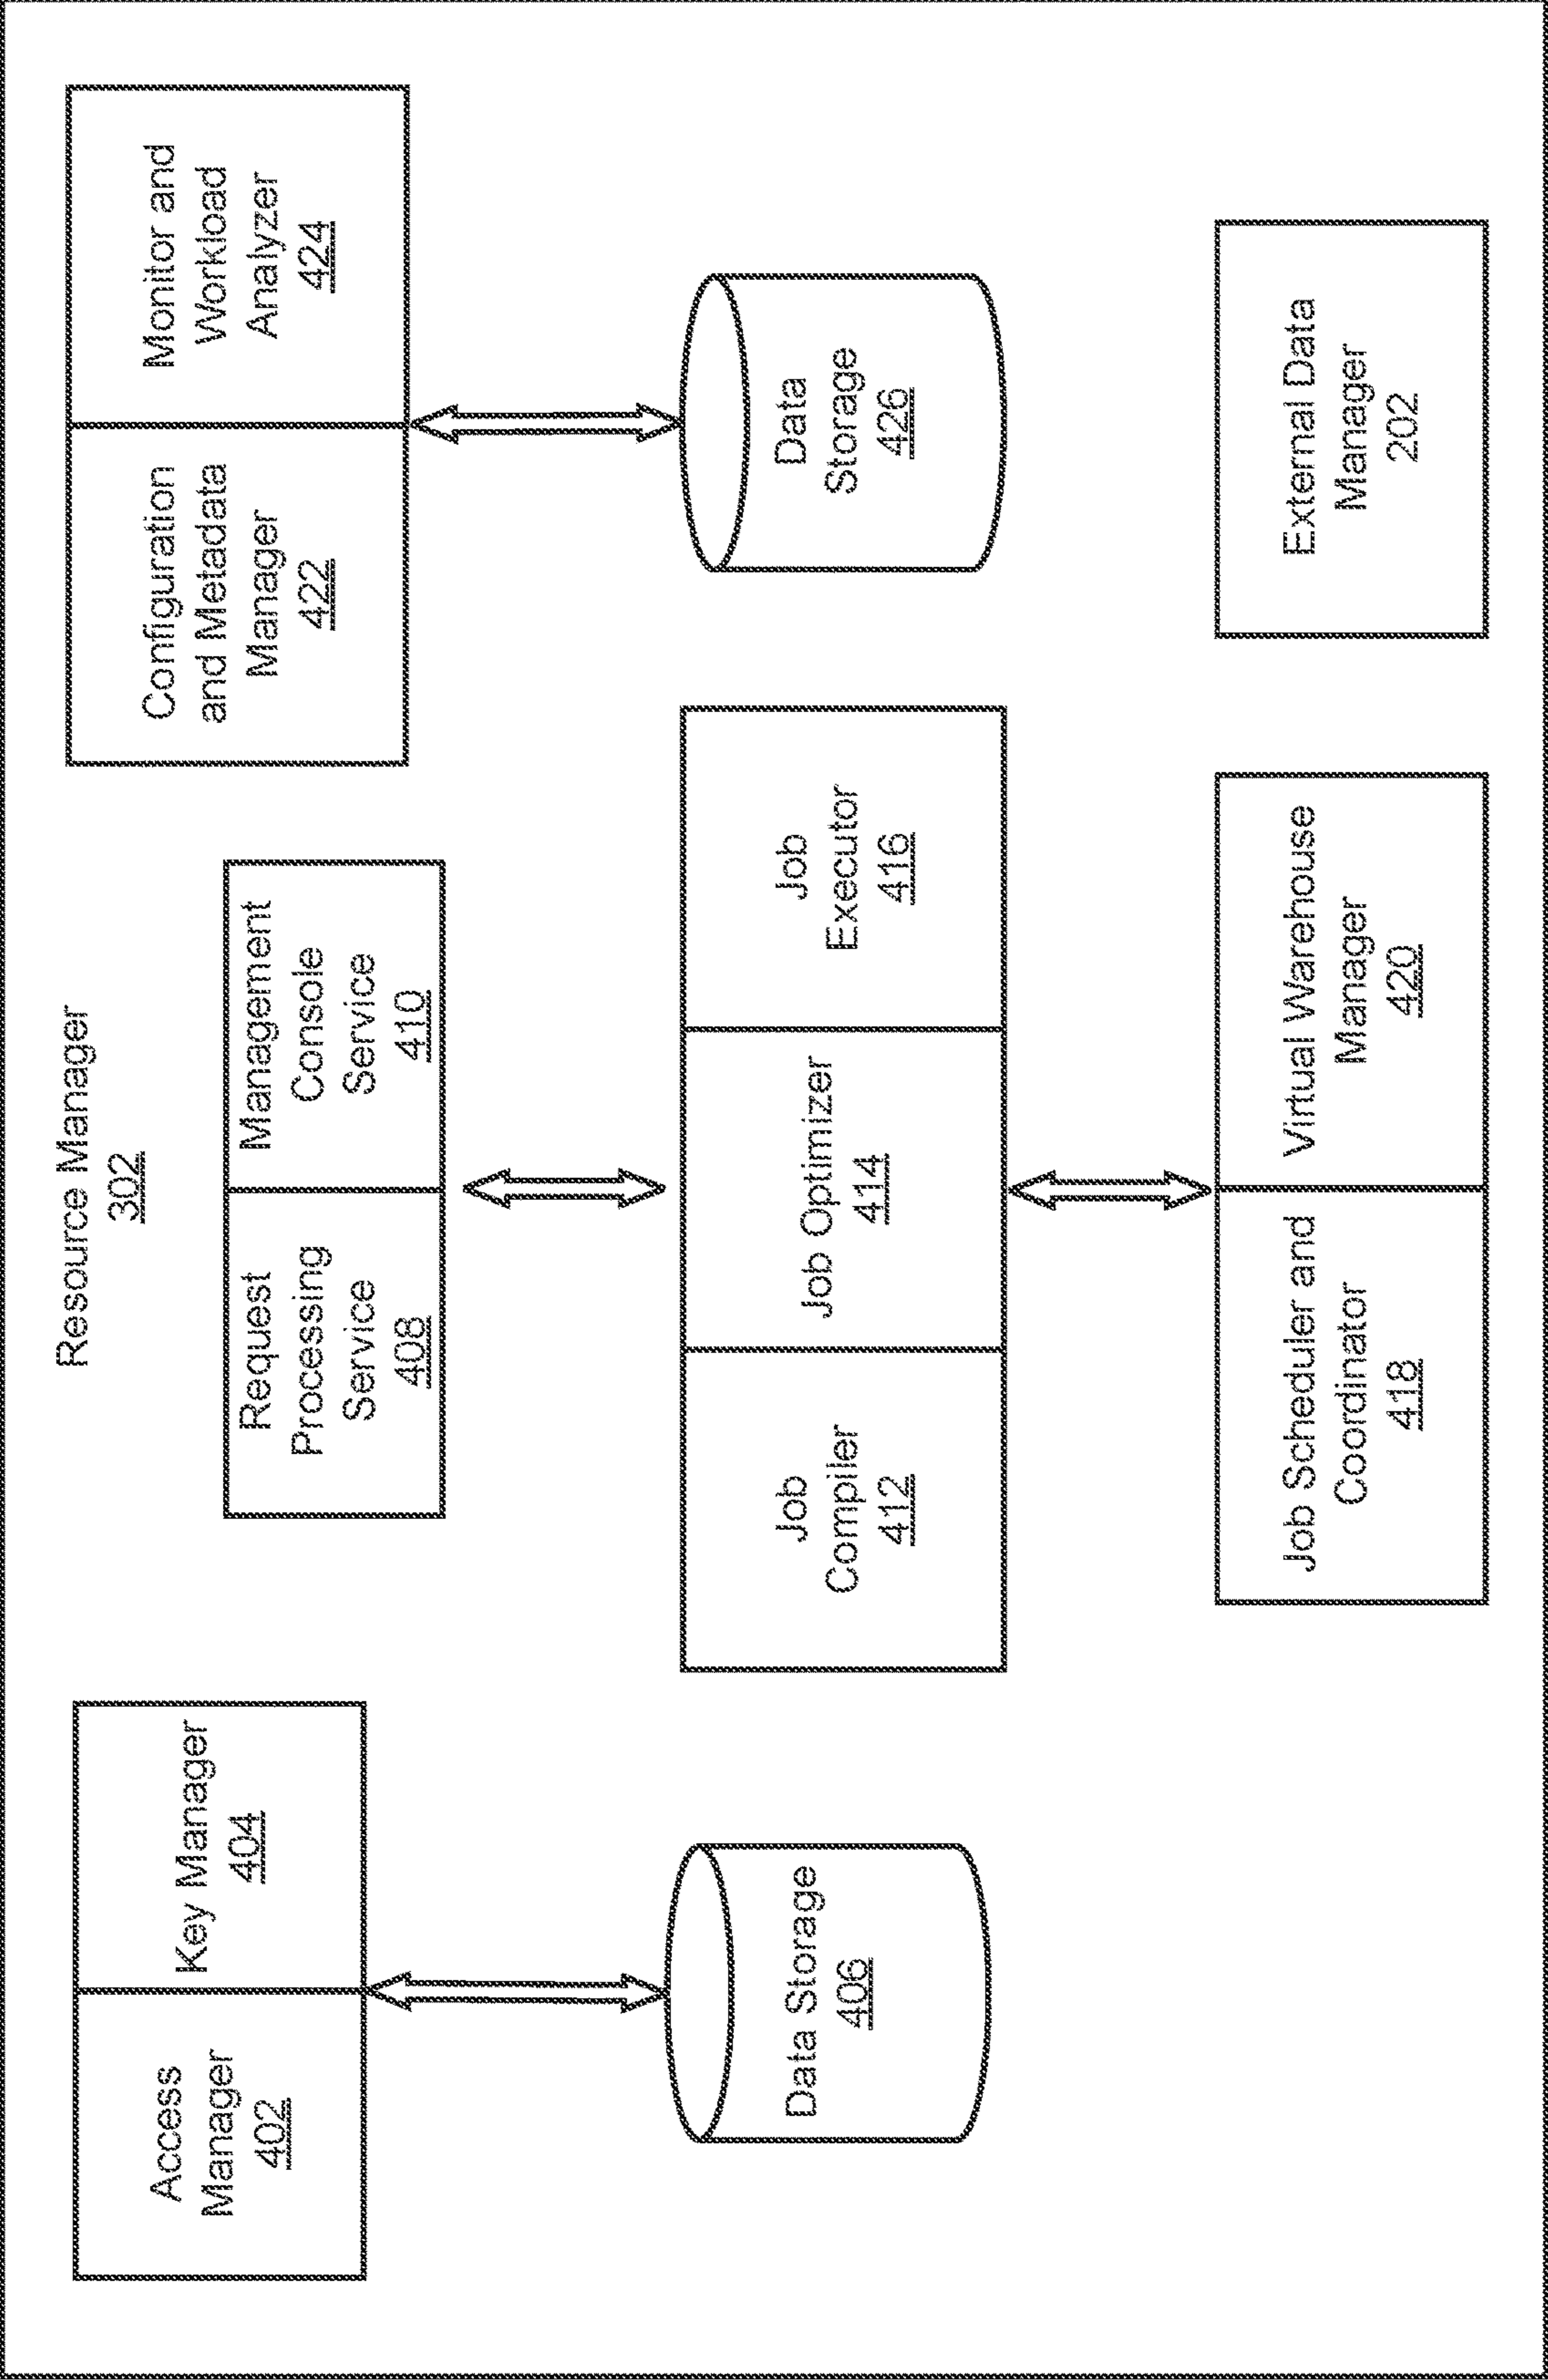 Resource Manager
302
Access
Manager
402
Key Manager
404
Request
Processing
Service
408
Management
Console
Service
410
Configuration
and Metadata
Manager
422
Monitor and
Workload
Analyzer
424
Data Storage
406
Job
Compiler
412
Job Optimizer
414
Job
Executor
416
Data
Storage
426
Job Scheduler and
Coordinator
418
Virtual Warehouse
Manager
420
External Data
Manager
202